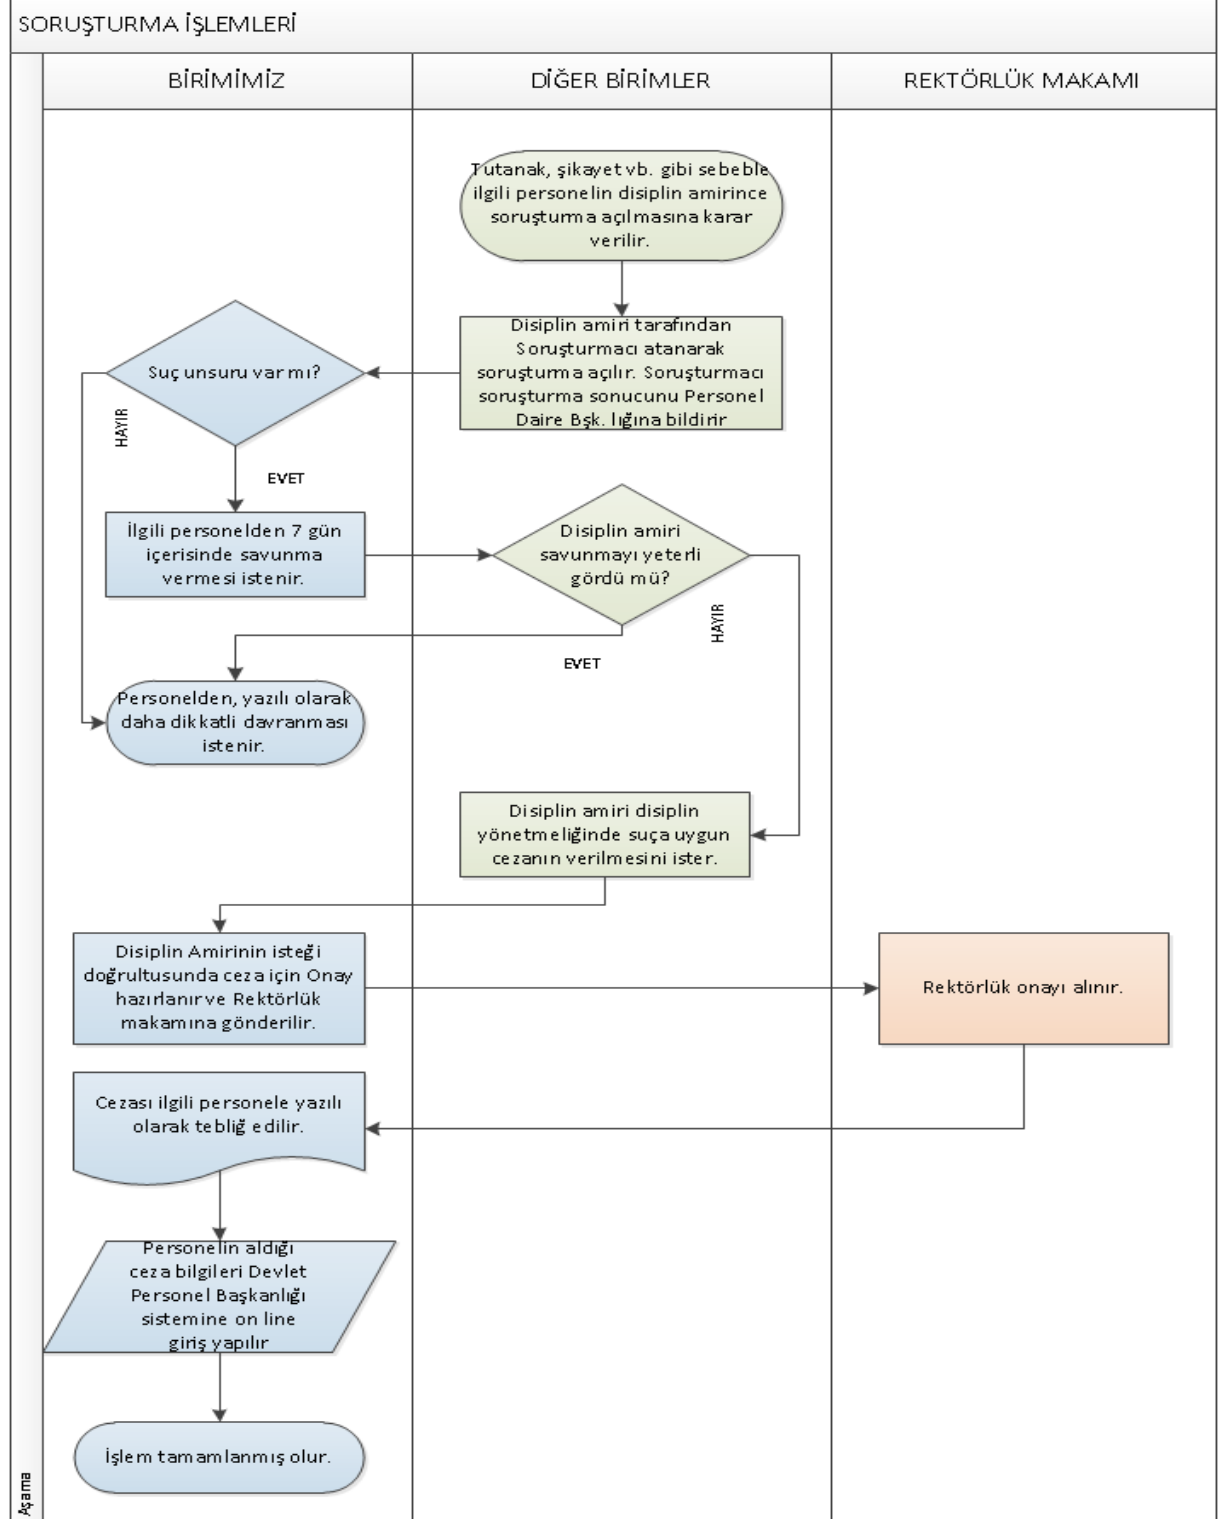 SORUŞTURMA İŞLEMLERİ
BİRİMİMİZ
DİĞER BİRİMLER
REKTÖRLÜK MAKAMI
Tutanak, şikayet vb. gibi sebeble
ilgili personelin disiplin amirince
soruşturma açılmasına karar
verilir.
Disiplin amiri tarafından
Soruşturmacı atanarak
soruşturma açılır. Soruşturmacı
soruşturma sonucunu Personel
Daire Bşk. lığına bildirir
Suç unsuru var mı?
HAYIR
EVET
İlgili personelden 7 gün
içerisinde savunma
vermesi istenir.
Disiplin amiri
savunmayı yeterli
gördü mü?
HAYIR
EVET
Personelden, yazılı olarak
daha dikkatli davranması
istenir.
Disiplin amiri disiplin
yönetmeliğinde suça uygun
cezanın verilmesini ister.
Disiplin Amirinin isteği
doğrultusunda ceza için Onay
hazırlanır ve Rektörlük
makamına gönderilir.
Rektörlük onayı alınır.
Cezası ilgili personele yazılı
olarak tebliğ edilir.
Personelin aldığı
ceza bilgileri Devlet
Personel Başkanlığı
sistemine on line
giriş yapılır
İşlem tamamlanmış olur.
Aşama